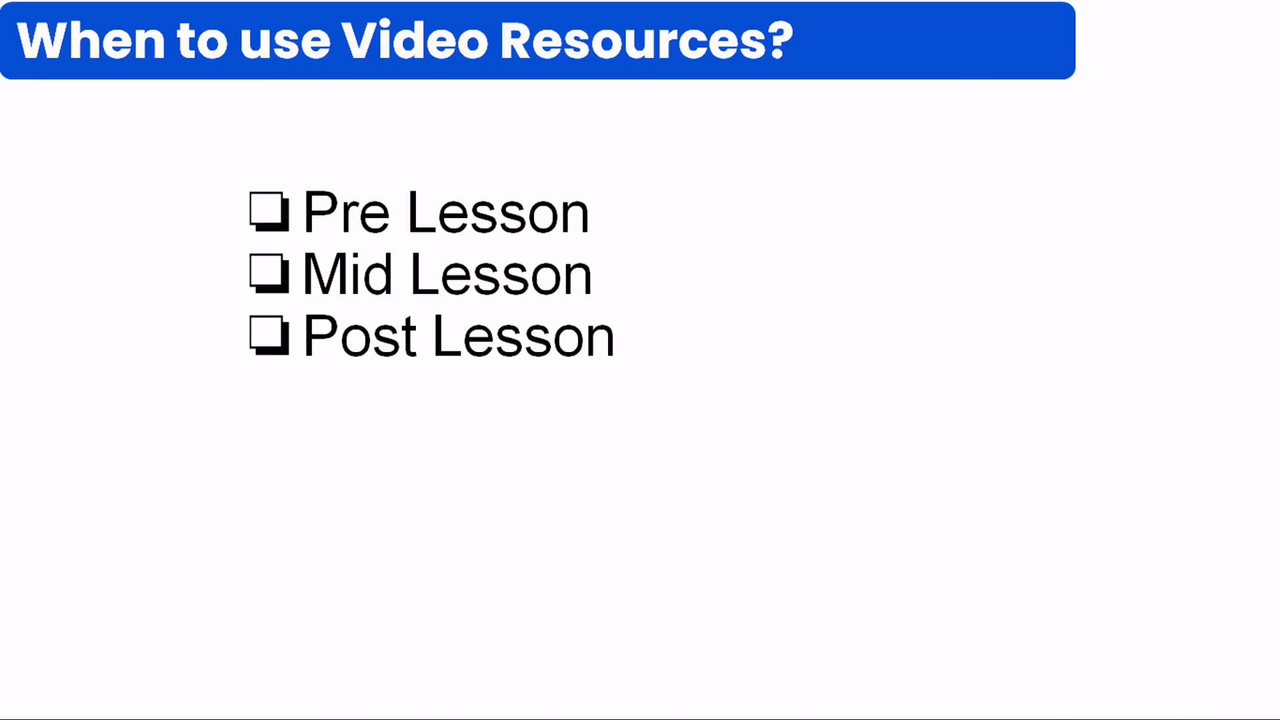 When to use Video Resources?
❏ Pre Lesson
❏ Mid Lesson
❏ Post Lesson